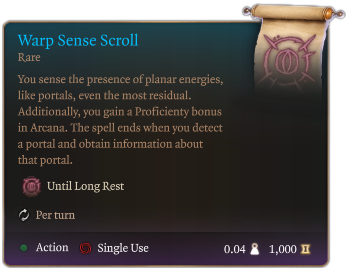 Warp Sense Scroll
Rare
You sense the presence of planar energies,
like portals, even the most residual.
Additionally, you gain a Proficienty bonus
in Arcana. The spell ends when you detect
a portal and obtain information about
that portal.
Until Long Rest
Per turn
Action Single Use 0.04 1,000